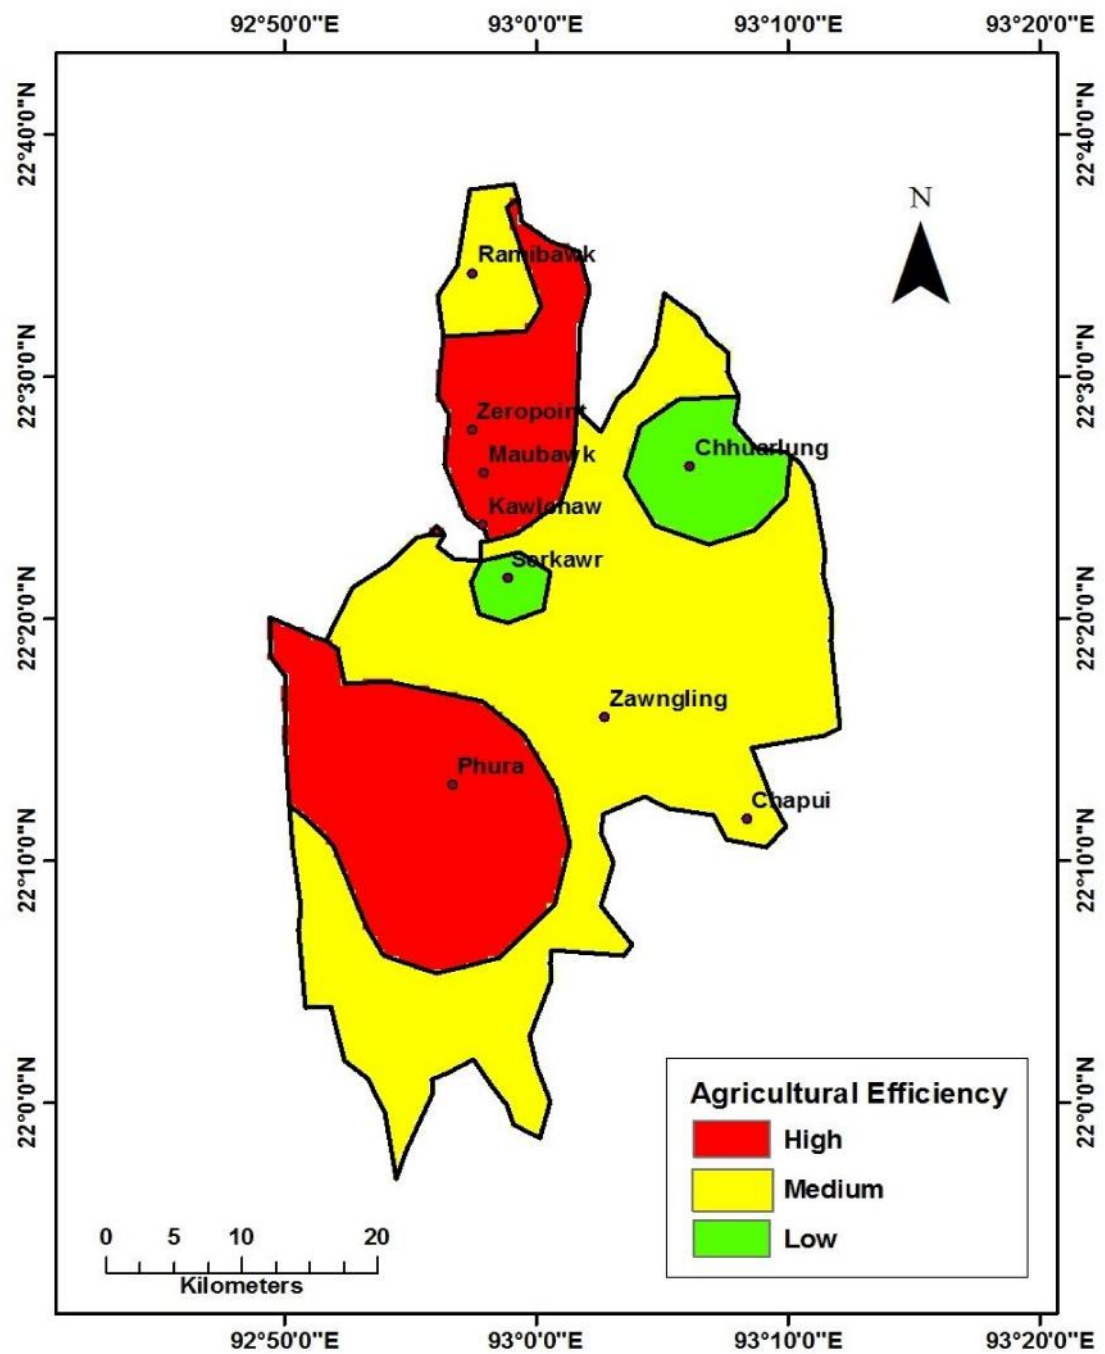 92°50'0"E 93°0'0"E 93°10'0"E 93°20'0"E
22°40'0"N
22°40'0"N
N
Ramibawk
22°30'0"N
22°30'0"N
Zeropoint
Chhuarlung
Maubawk
Kawlchaw
Serkawr
22°20'0"N
22°20'0"N
Zawngling
Phura
Chapui
22°10'0"N
22°10'0"N
22°0'0"N
22°0'0"N
Agricultural Efficiency
High
Medium
Low
0 5 10 20
Kilometers
92°50'0"E 93°0'0"E 93°10'0"E 93°20'0"E